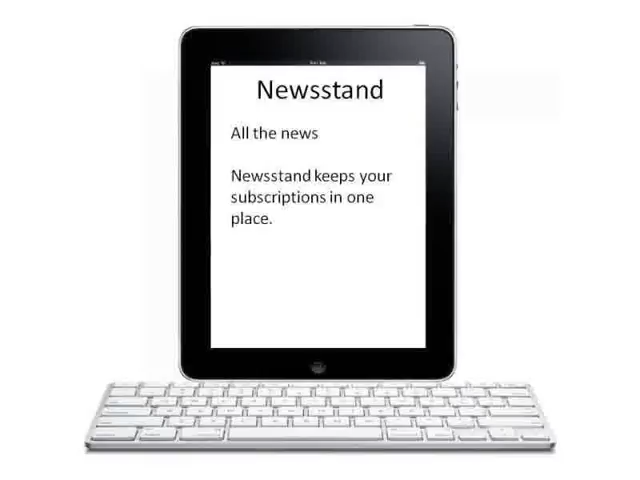 Newsstand
All the news
Newsstand keeps your
subscriptions in one
place.